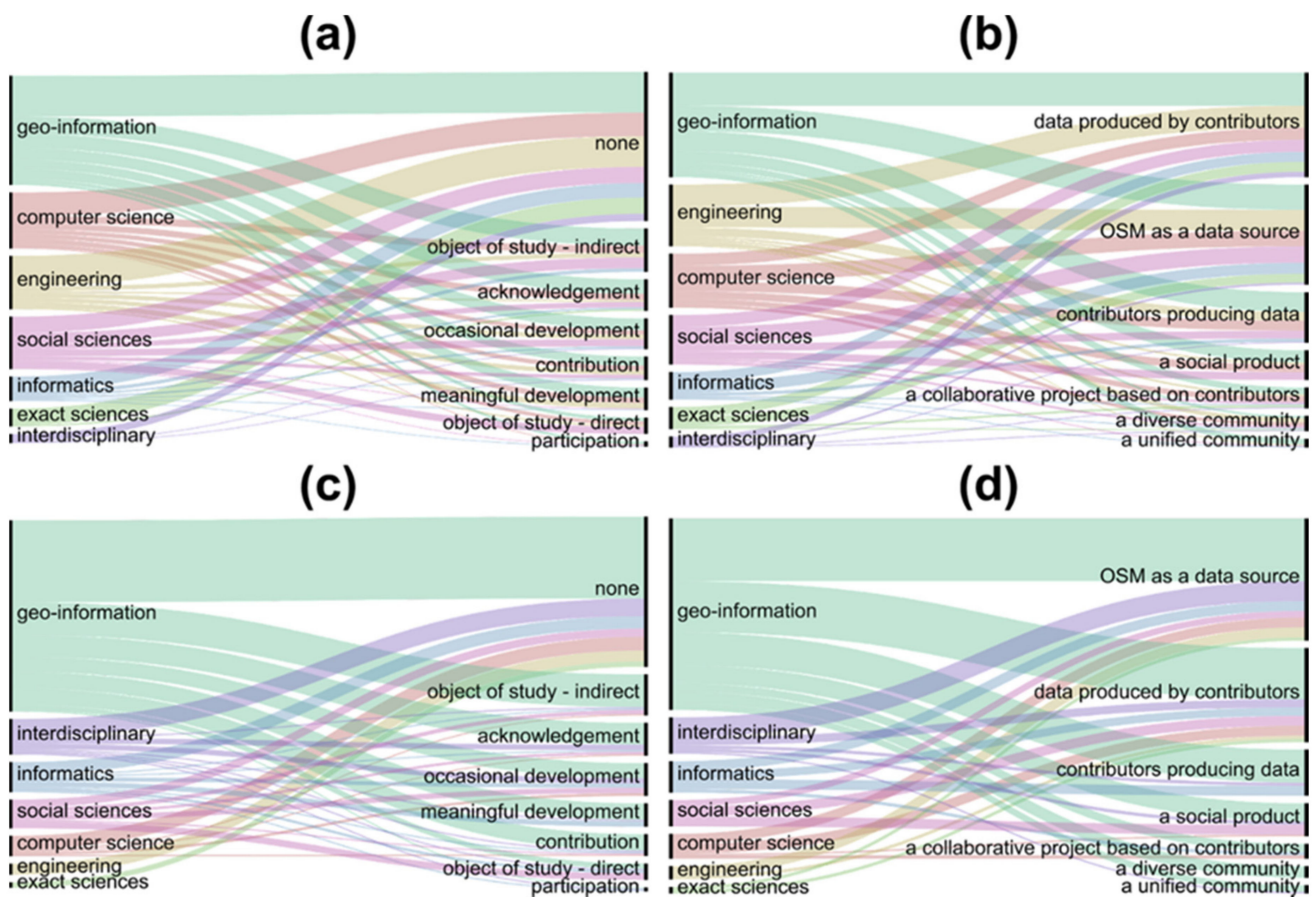 (a)
geo-information
computer science
engineering
social sciences
informatics
exact sciences
interdisciplinary
none
object of study - indirect
acknowledgement
occasional development
contribution
meaningful development
object of study - direct
participation
(b)
geo-information
engineering
computer science
social sciences
informatics
exact sciences
interdisciplinary
data produced by contributors
OSM as a data source
contributors producing data
a social product
a collaborative project based on contributors
a diverse community
a unified community
(c)
geo-information
interdisciplinary
informatics
social sciences
computer science
engineering
exact sciences
none
object of study - indirect
acknowledgement
occasional development
meaningful development
contribution
object of study - direct
participation
(d)
geo-information
interdisciplinary
informatics
social sciences
computer science
engineering
exact sciences
OSM as a data source
data produced by contributors
contributors producing data
a social product
a collaborative project based on contributors
a diverse community
a unified community